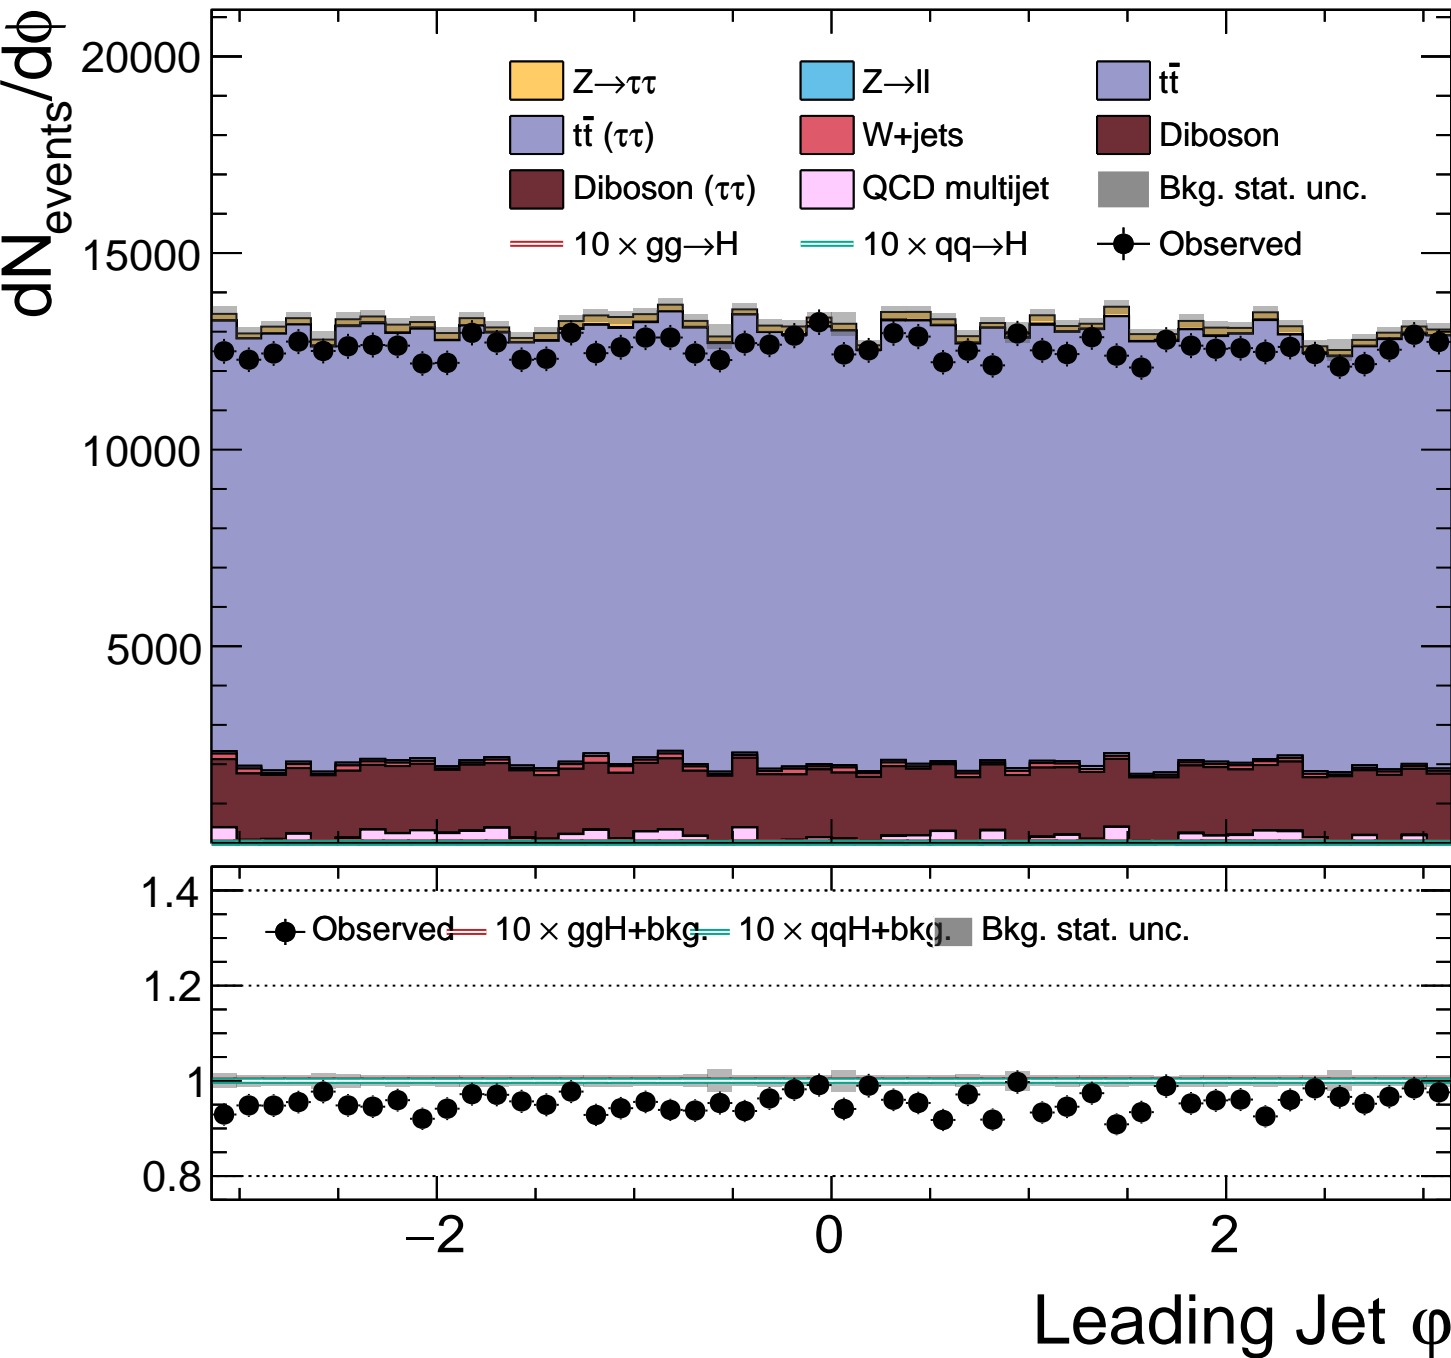 dN_events/dϕ
20000
15000
10000
5000
Z→ττ Z→ll tt̄
tt̄ (ττ) W+jets Diboson
Diboson (ττ) QCD multijet Bkg. stat. unc.
10 × gg→H 10 × qq→H Observed
1.4
1.2
1
0.8
Observed 10 × ggH+bkg. 10 × qqH+bkg. Bkg. stat. unc.
−2 0 2
Leading Jet φ